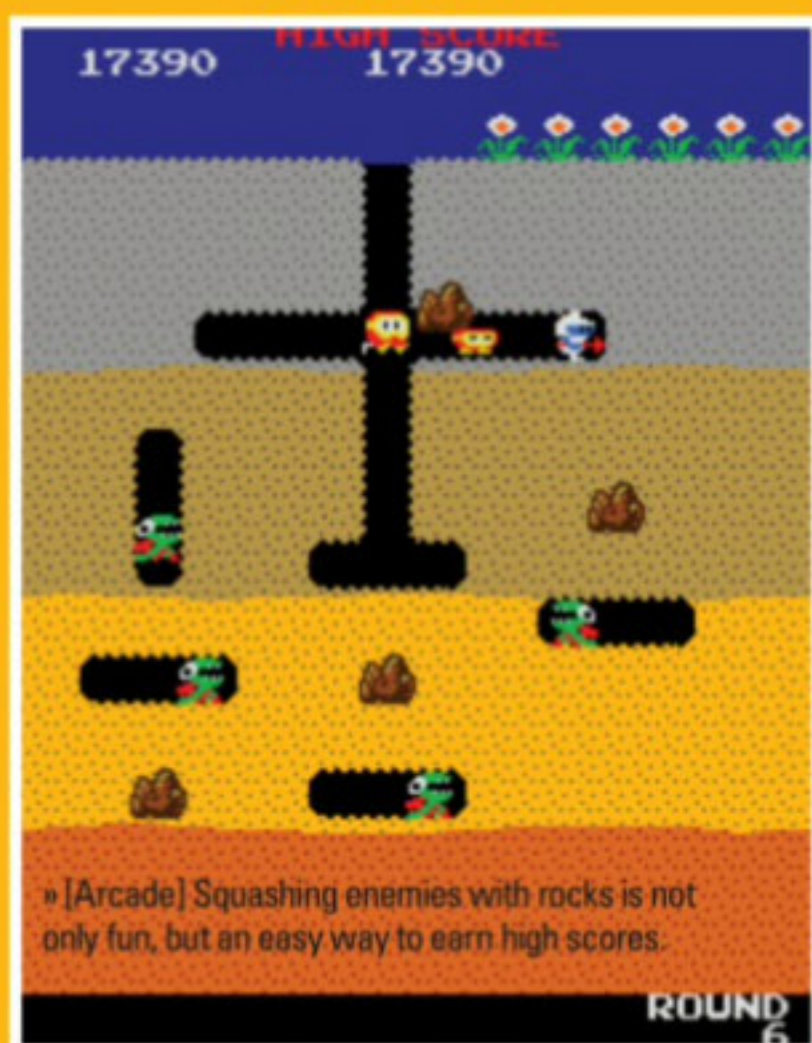 HIGH SCORE
17390 17390
» [Arcade] Squashing enemies with rocks is not
only fun, but an easy way to earn high scores.
ROUND
6